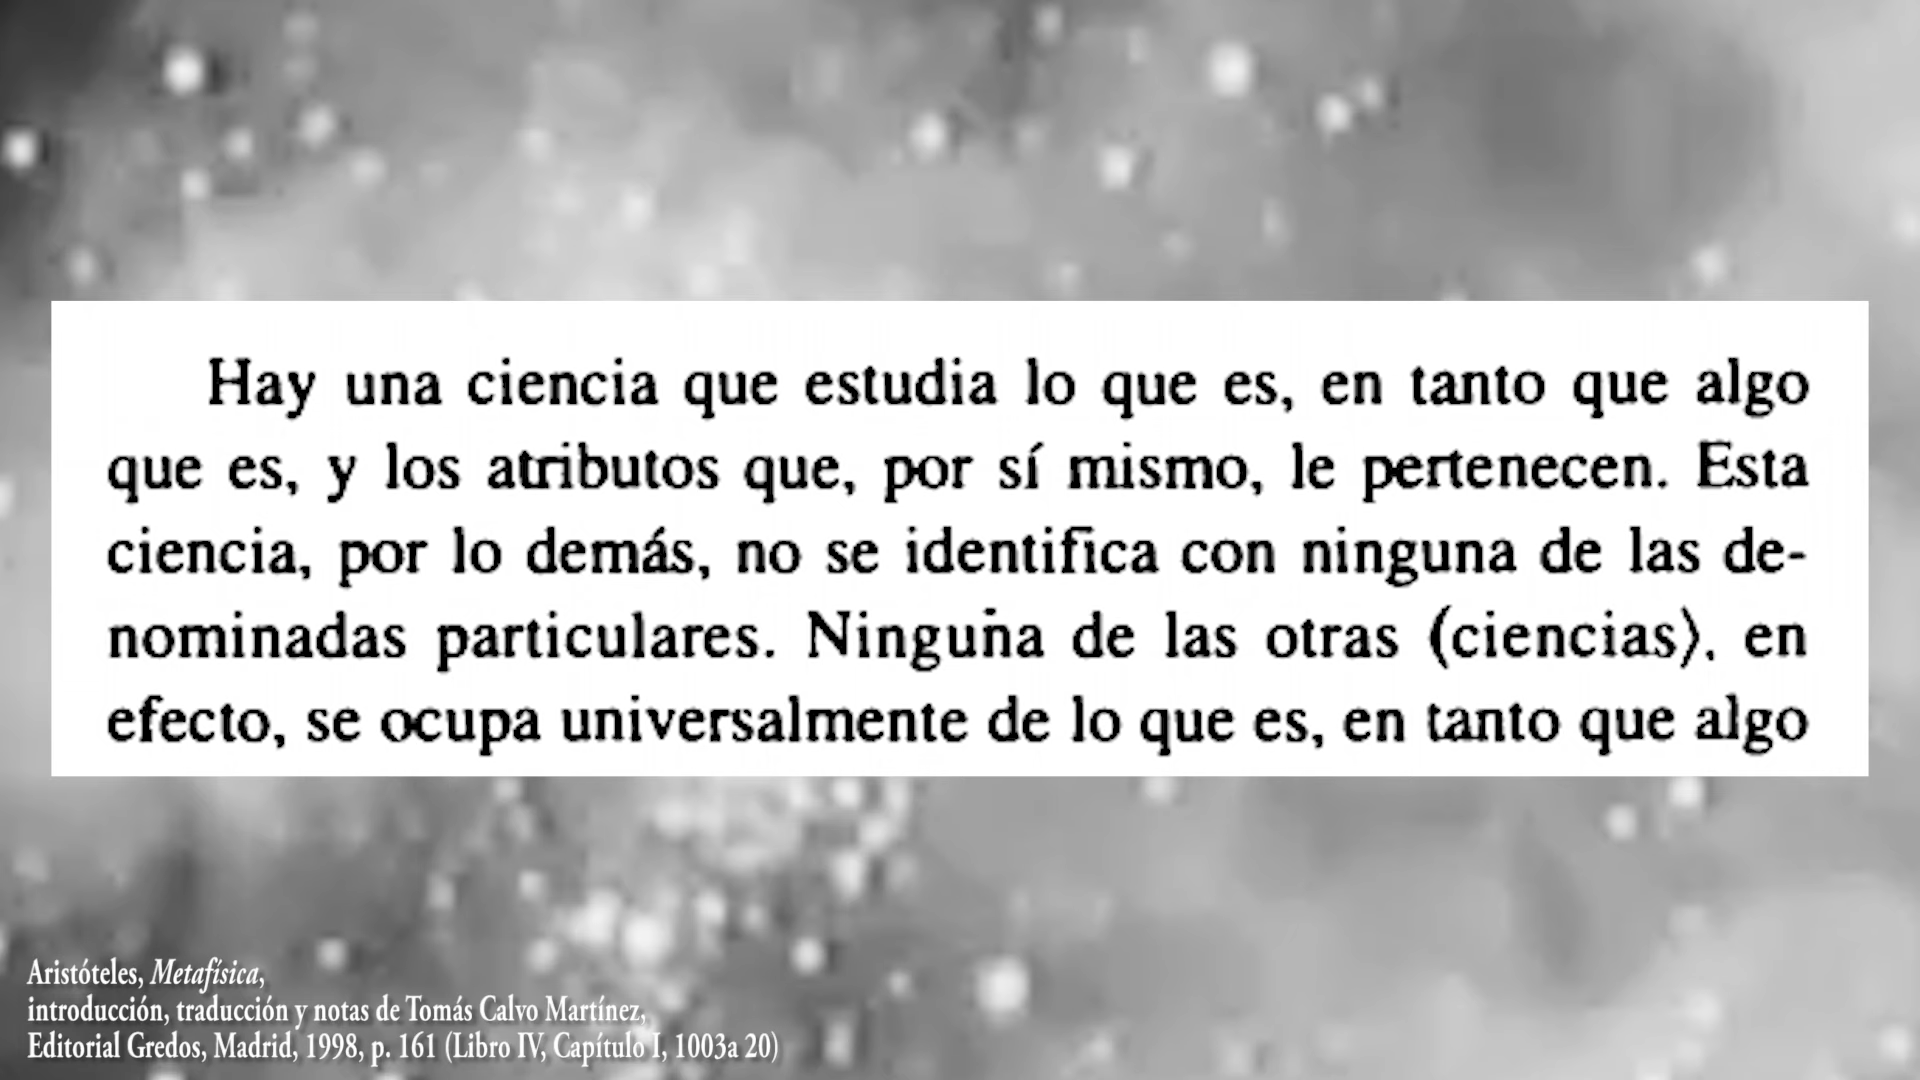 Hay una ciencia que estudia lo que es, en tanto que algo
que es, y los atributos que, por sí mismo, le pertenecen. Esta
ciencia, por lo demás, no se identifica con ninguna de las de-
nominadas particulares. Ninguna de las otras ⟨ciencias⟩, en
efecto, se ocupa universalmente de lo que es, en tanto que algo
Aristóteles, Metafísica,
introducción, traducción y notas de Tomás Calvo Martínez,
Editorial Gredos, Madrid, 1998, p. 161 (Libro IV, Capítulo I, 1003a 20)